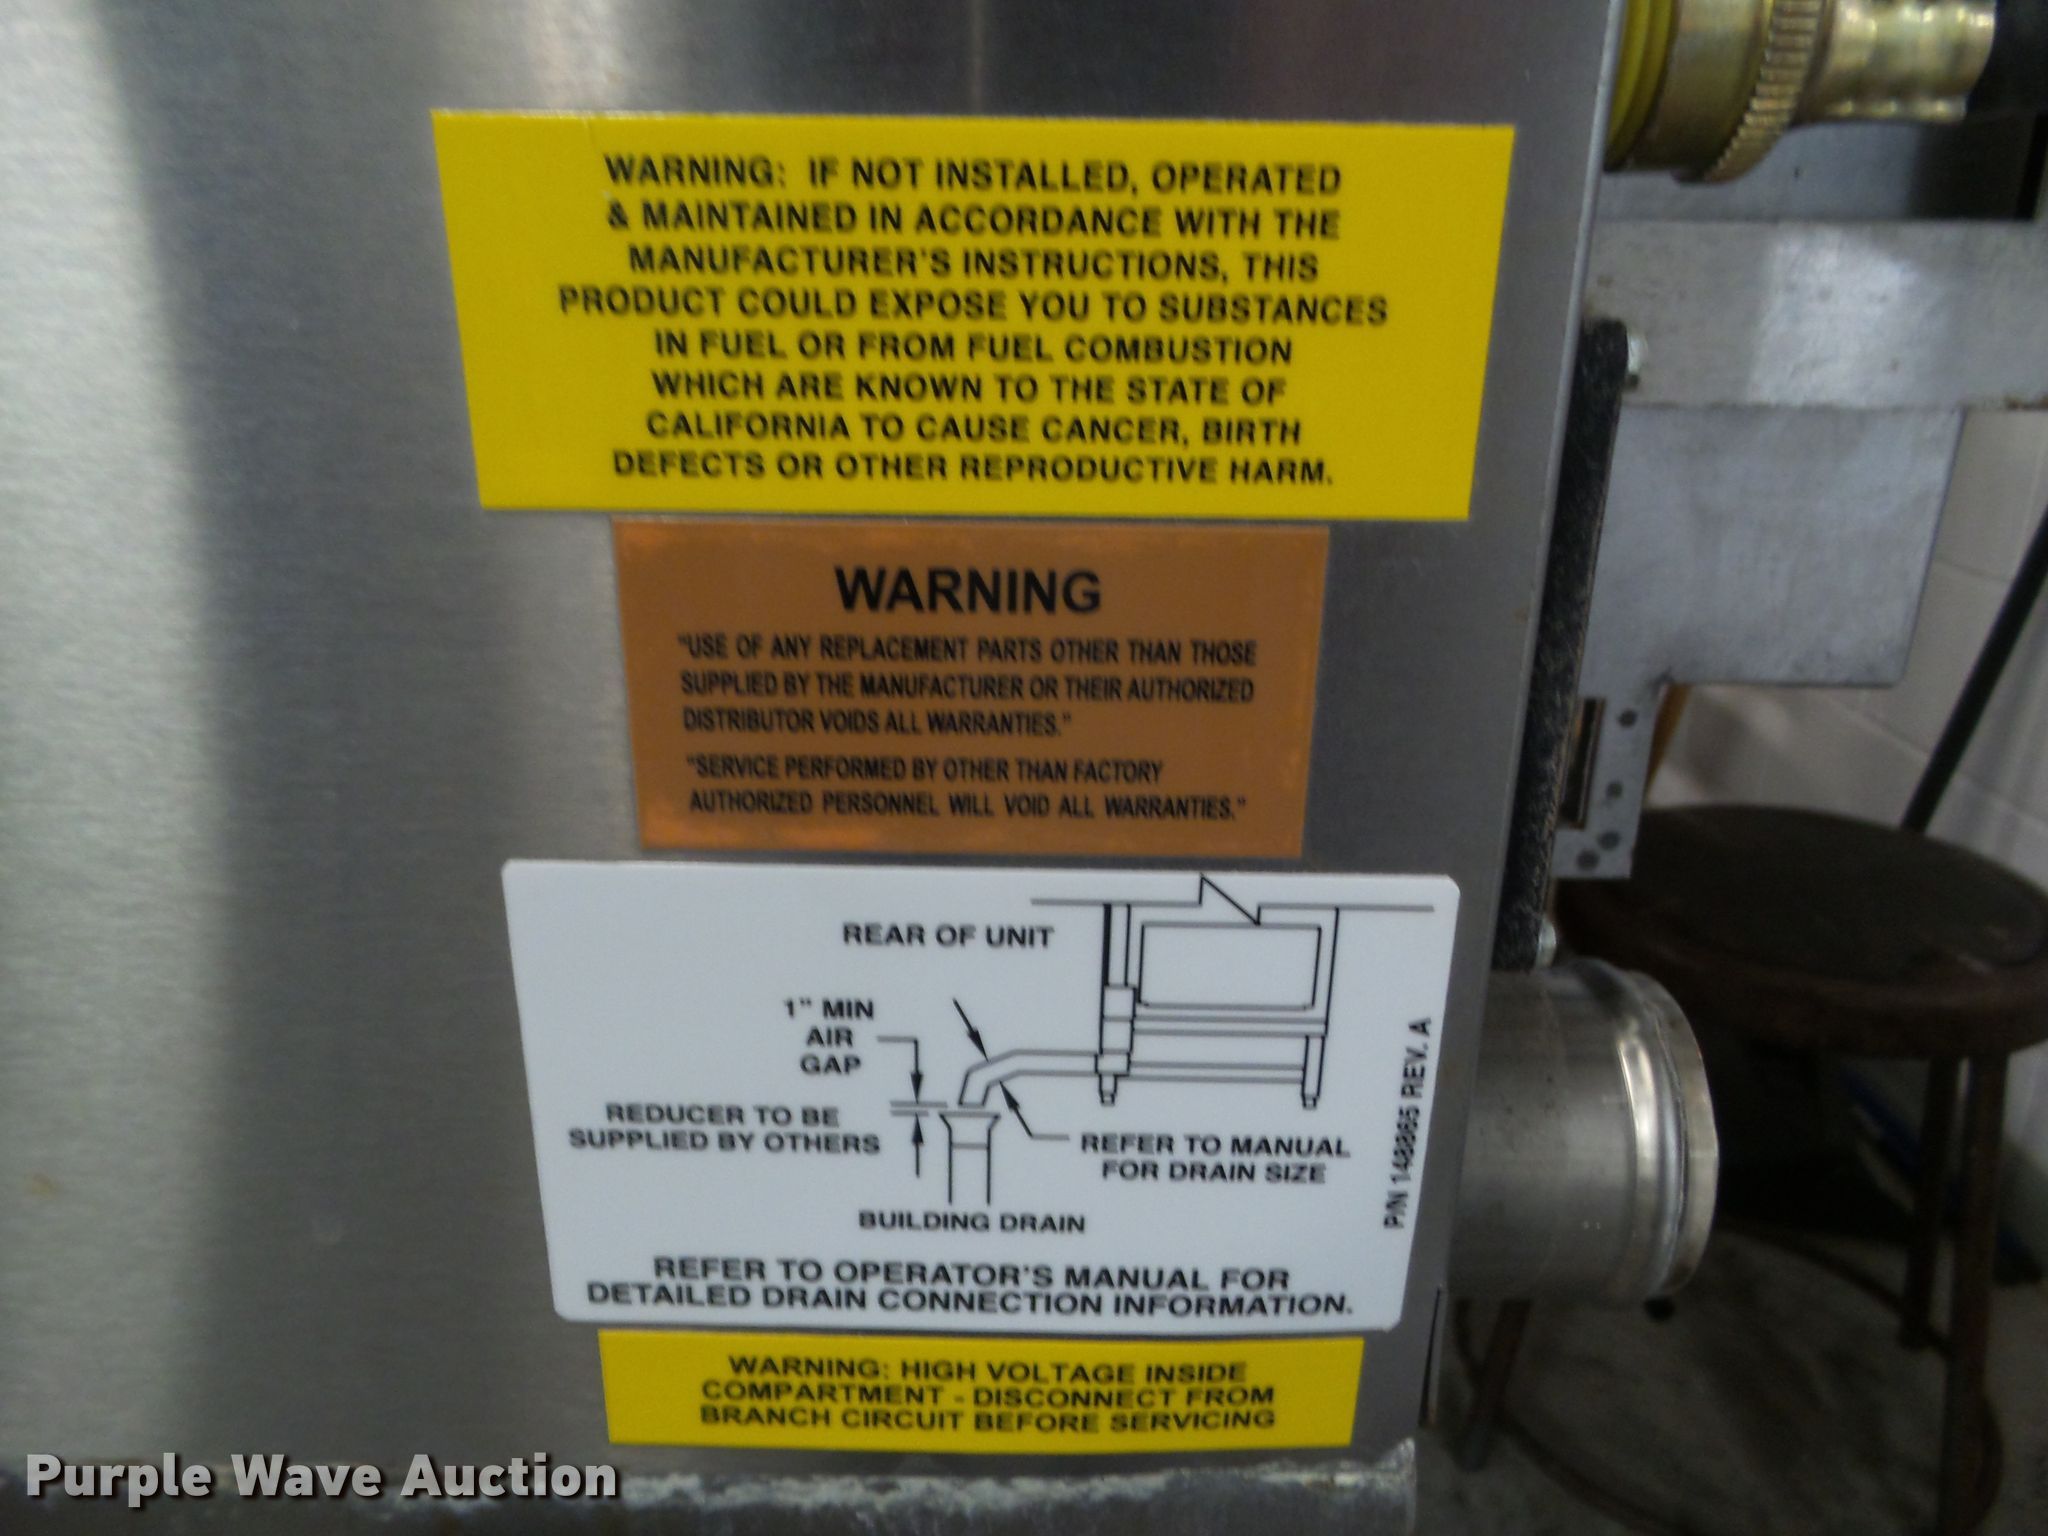 WARNING: IF NOT INSTALLED, OPERATED
& MAINTAINED IN ACCORDANCE WITH THE
MANUFACTURER'S INSTRUCTIONS, THIS
PRODUCT COULD EXPOSE YOU TO SUBSTANCES
IN FUEL OR FROM FUEL COMBUSTION
WHICH ARE KNOWN TO THE STATE OF
CALIFORNIA TO CAUSE CANCER, BIRTH
DEFECTS OR OTHER REPRODUCTIVE HARM.
WARNING
"USE OF ANY REPLACEMENT PARTS OTHER THAN THOSE
SUPPLIED BY THE MANUFACTURER OR THEIR AUTHORIZED
DISTRIBUTOR VOIDS ALL WARRANTIES."
"SERVICE PERFORMED BY OTHER THAN FACTORY
AUTHORIZED PERSONNEL WILL VOID ALL WARRANTIES."
REAR OF UNIT
1" MIN
AIR
GAP
REDUCER TO BE
SUPPLIED BY OTHERS
REFER TO MANUAL
FOR DRAIN SIZE
BUILDING DRAIN
P/N 148865 REV. A
REFER TO OPERATOR'S MANUAL FOR
DETAILED DRAIN CONNECTION INFORMATION.
WARNING: HIGH VOLTAGE INSIDE
COMPARTMENT - DISCONNECT FROM
BRANCH CIRCUIT BEFORE SERVICING
Purple Wave Auction